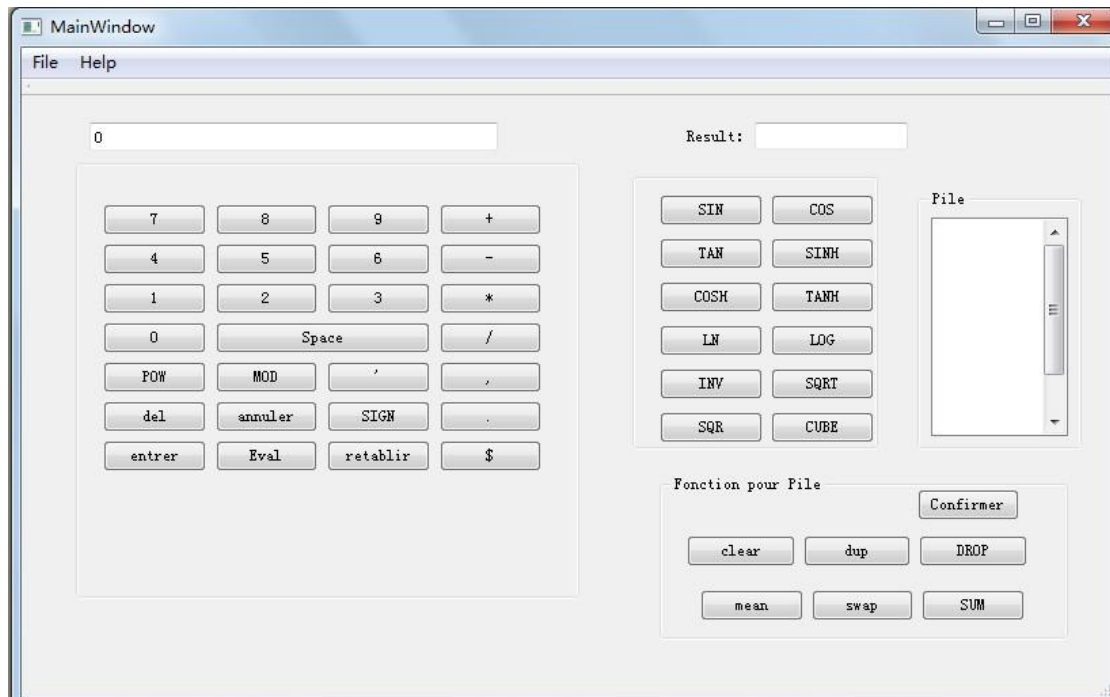 MainWindow
File Help
0
Result:
7 8 9 +
4 5 6 -
1 2 3 *
0 Space /
POW MOD ' ,
del annuler SIGN .
entrer Eval retablir $
SIN COS
TAN SINH
COSH TANH
LN LOG
INV SQRT
SQR CUBE
Pile
Fonction pour Pile
Confirmer
clear dup DROP
mean swap SUM